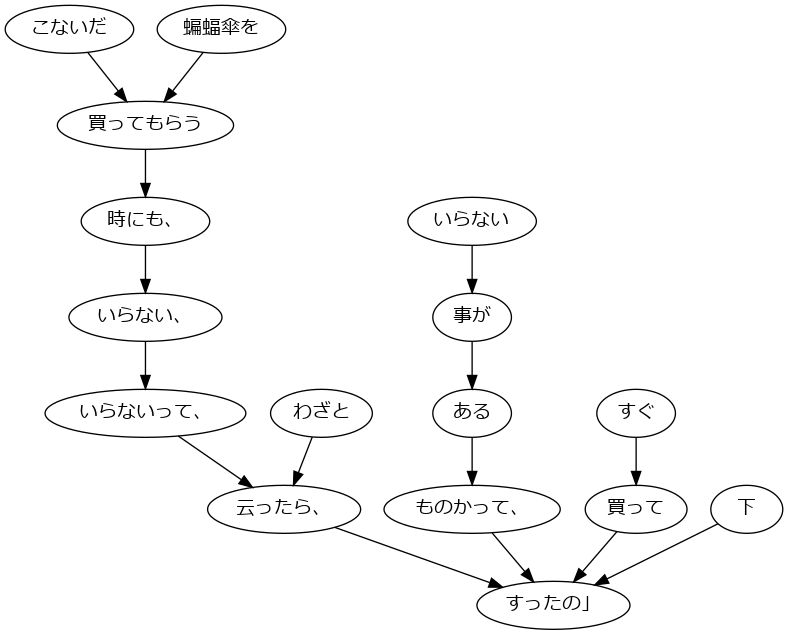 こないだ
蝙蝠傘を
買ってもらう
時にも、
いらない
いらない、
事が
いらないって、
わざと
ある
すぐ
云ったら、
ものかって、
買って
下
すったの」